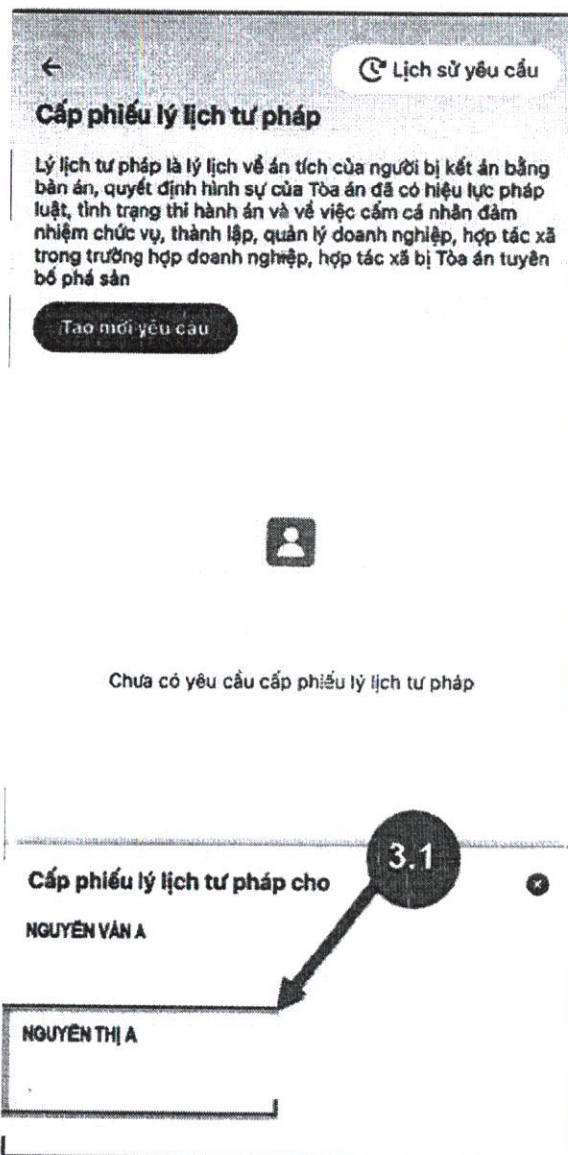 Lịch sử yêu cầu
Cấp phiếu lý lịch tư pháp
Lý lịch tư pháp là lý lịch về án tích của người bị kết án bằng
bản án, quyết định hình sự của Tòa án đã có hiệu lực pháp
luật, tình trạng thi hành án và về việc cấm cá nhân đảm
nhiệm chức vụ, thành lập, quản lý doanh nghiệp, hợp tác xã
trong trường hợp doanh nghiệp, hợp tác xã bị Tòa án tuyên
bố phá sản
Tạo mới yêu cầu
Chưa có yêu cầu cấp phiếu lý lịch tư pháp
3.1
Cấp phiếu lý lịch tư pháp cho
NGUYỄN VĂN A
NGUYỄN THỊ A